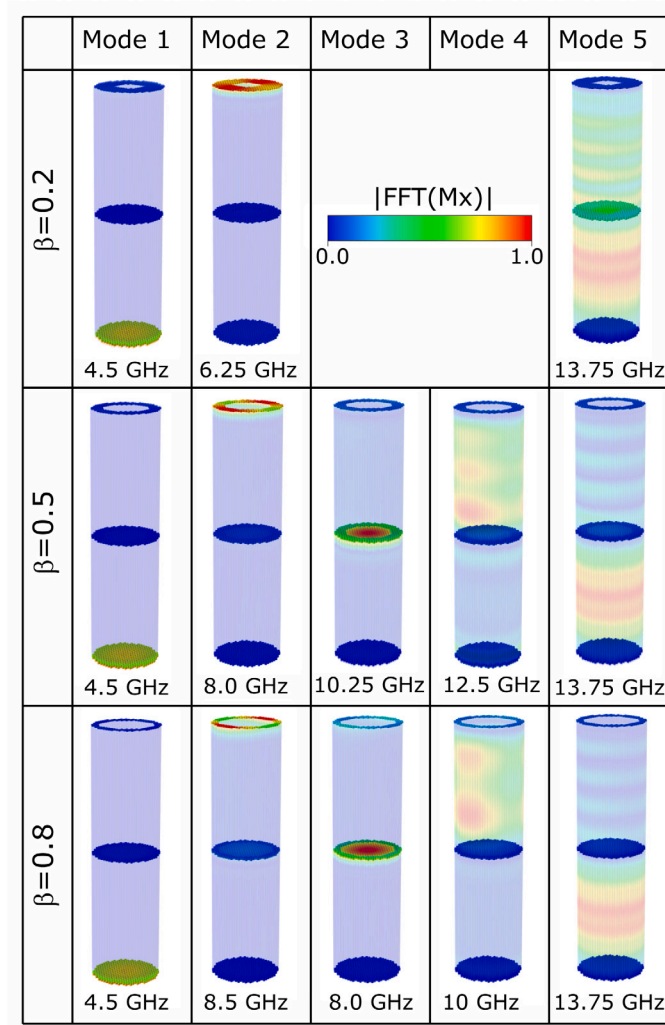 Mode 1 Mode 2 Mode 3 Mode 4 Mode 5
β=0.2
|FFT(Mx)|
0.0 1.0
4.5 GHz 6.25 GHz 13.75 GHz
β=0.5
4.5 GHz 8.0 GHz 10.25 GHz 12.5 GHz 13.75 GHz
β=0.8
4.5 GHz 8.5 GHz 8.0 GHz 10 GHz 13.75 GHz